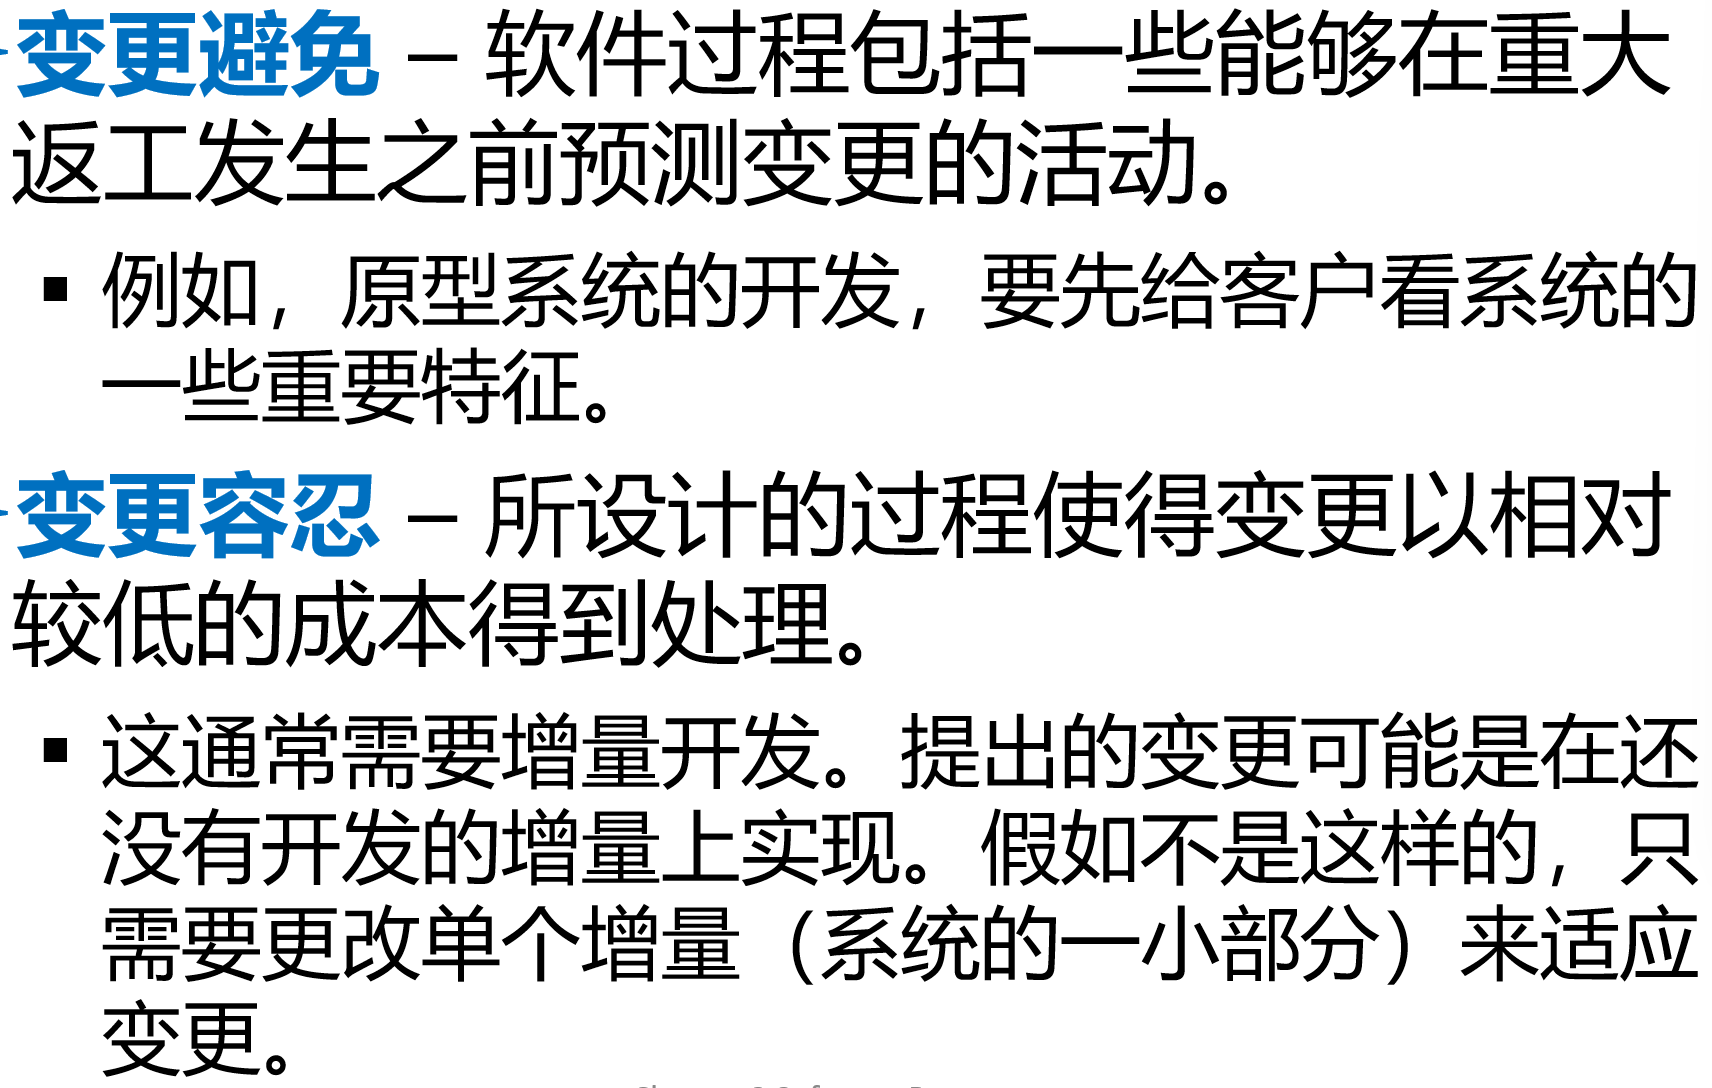 变更避免 – 软件过程包括一些能够在重大
返工发生之前预测变更的活动。
▪ 例如，原型系统的开发，要先给客户看系统的
一些重要特征。
变更容忍 – 所设计的过程使得变更以相对
较低的成本得到处理。
▪ 这通常需要增量开发。提出的变更可能是在还
没有开发的增量上实现。假如不是这样的，只
需要更改单个增量（系统的一小部分）来适应
变更。